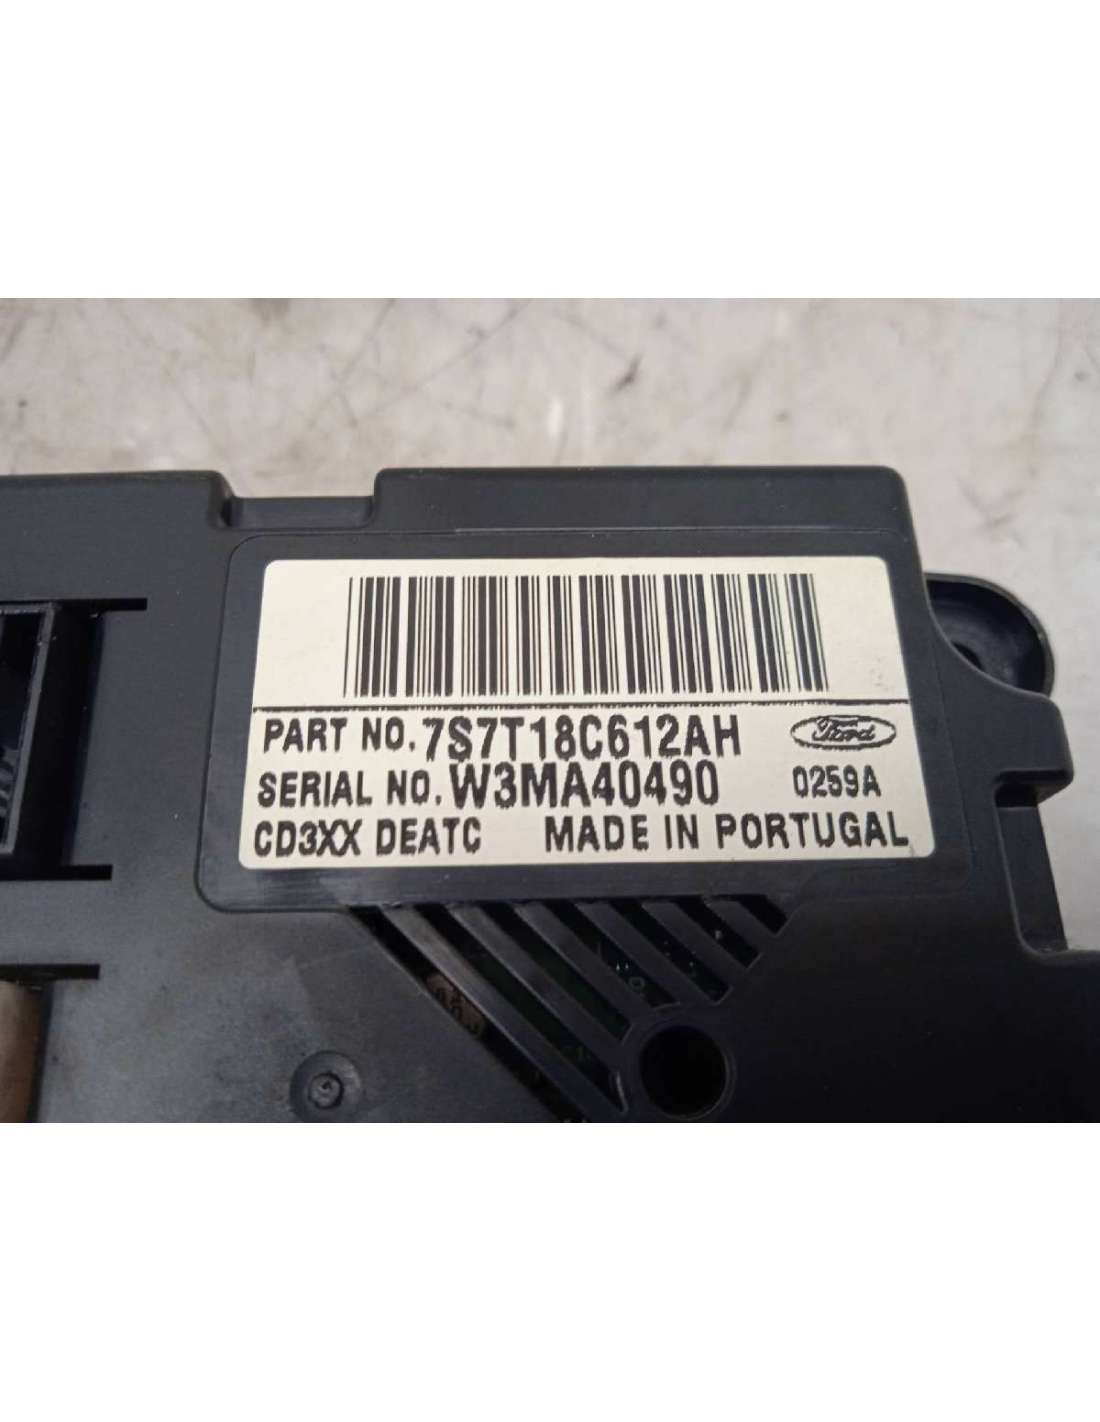 PART NO. 7S7T18C612AH Ford
SERIAL NO. W3MA40490 0259A
CD3XX DEATC MADE IN PORTUGAL